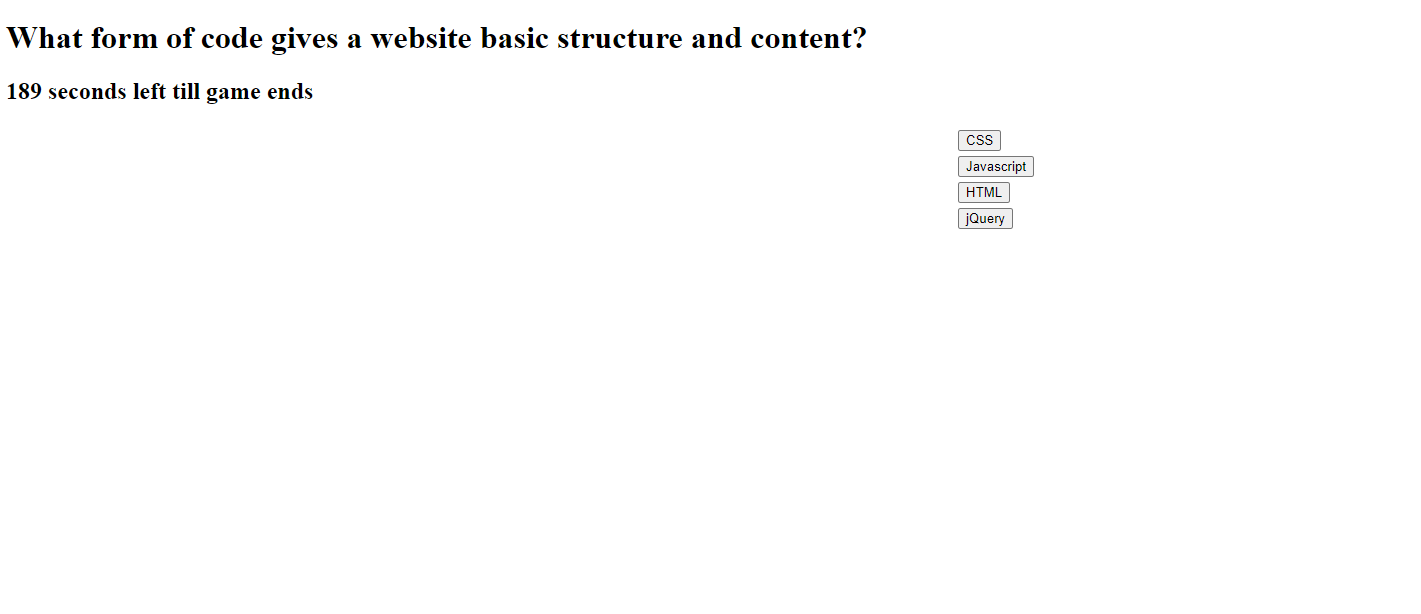 What form of code gives a website basic structure and content?
189 seconds left till game ends
CSS
Javascript
HTML
jQuery